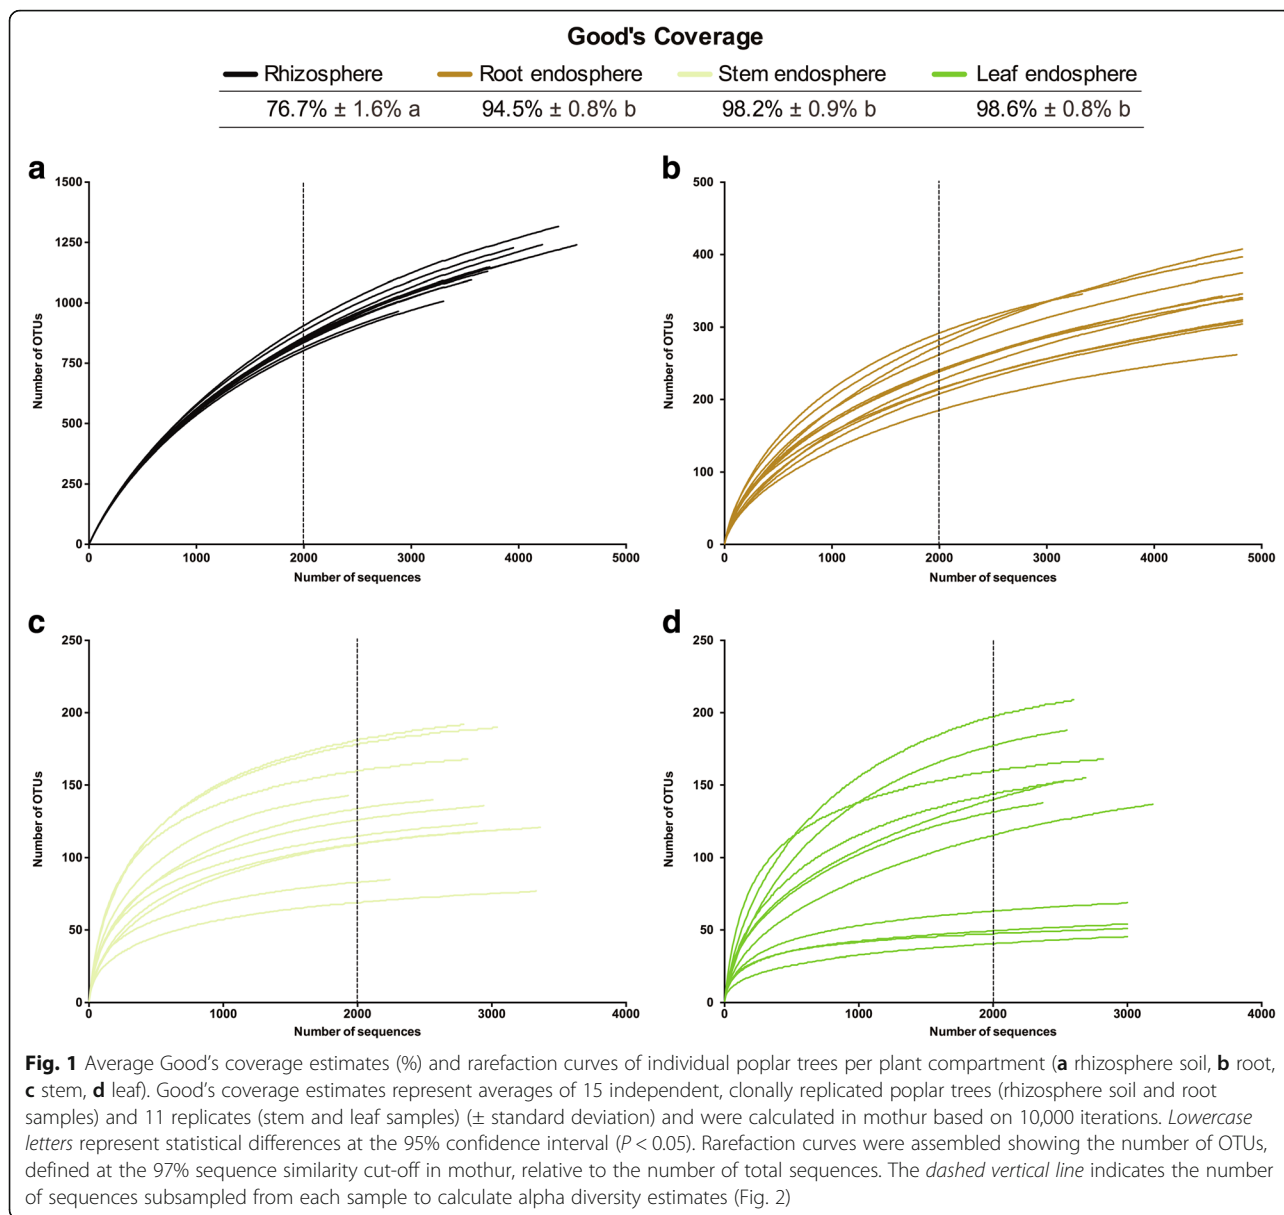 Good's Coverage
Rhizosphere Root endosphere Stem endosphere Leaf endosphere
76.7% ± 1.6% a 94.5% ± 0.8% b 98.2% ± 0.9% b 98.6% ± 0.8% b
a
1500
1250
1000
750
500
250
0
Number of OTUs
0 1000 2000 3000 4000 5000
Number of sequences
b
500
400
300
200
100
0
Number of OTUs
0 1000 2000 3000 4000 5000
Number of sequences
c
250
200
150
100
50
0
Number of OTUs
0 1000 2000 3000 4000
Number of sequences
d
250
200
150
100
50
0
Number of OTUs
0 1000 2000 3000 4000
Number of sequences
Fig. 1 Average Good's coverage estimates (%) and rarefaction curves of individual poplar trees per plant compartment (a rhizosphere soil, b root,
c stem, d leaf). Good's coverage estimates represent averages of 15 independent, clonally replicated poplar trees (rhizosphere soil and root
samples) and 11 replicates (stem and leaf samples) (± standard deviation) and were calculated in mothur based on 10,000 iterations. Lowercase
letters represent statistical differences at the 95% confidence interval (P < 0.05). Rarefaction curves were assembled showing the number of OTUs,
defined at the 97% sequence similarity cut-off in mothur, relative to the number of total sequences. The dashed vertical line indicates the number
of sequences subsampled from each sample to calculate alpha diversity estimates (Fig. 2)